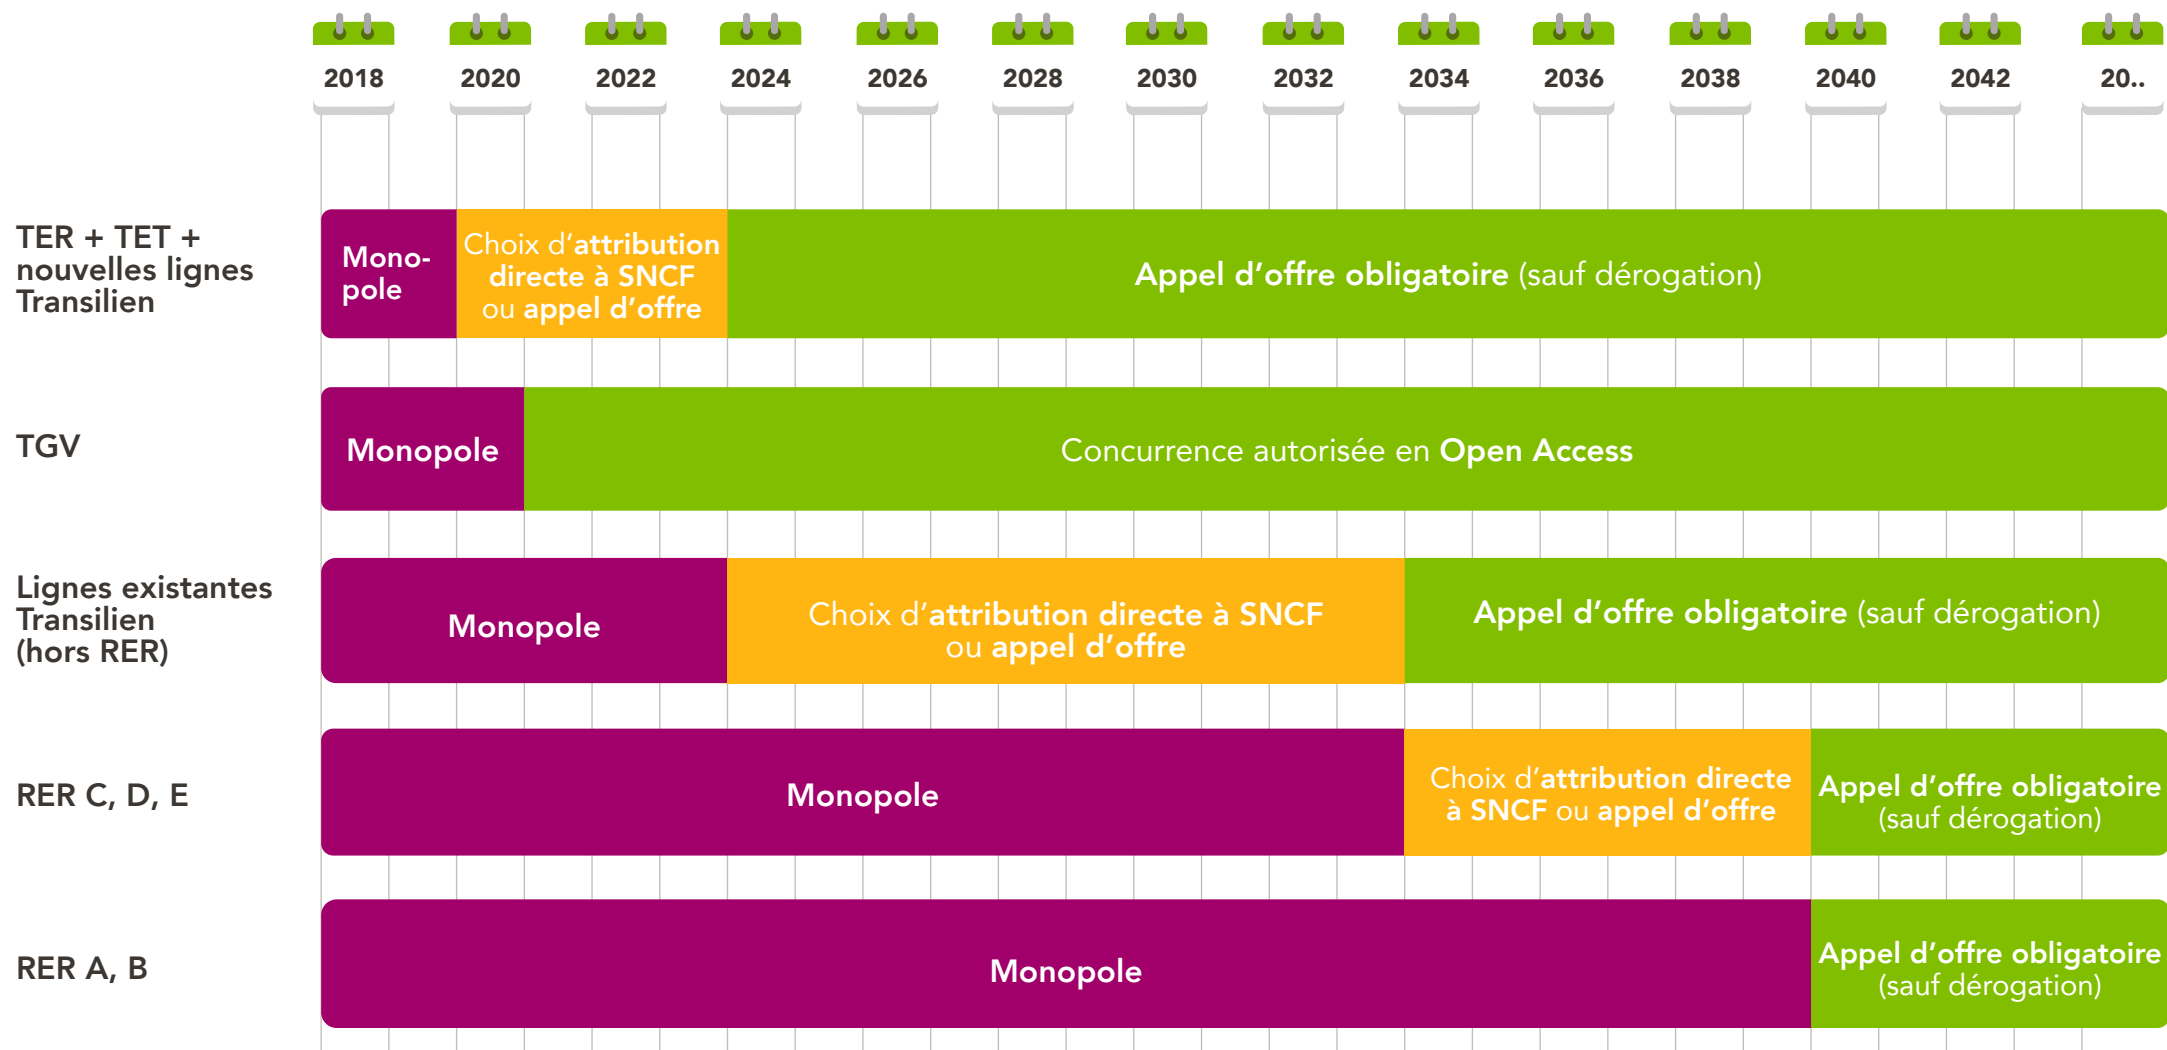 2018 2020 2022 2024 2026 2028 2030 2032 2034 2036 2038 2040 2042 20..
TER + TET +
nouvelles lignes
Transilien
Mono-
pole
Choix d’attribution
directe à SNCF
ou appel d’offre
Appel d’offre obligatoire (sauf dérogation)
TGV
Monopole
Concurrence autorisée en Open Access
Lignes existantes
Transilien
(hors RER)
Monopole
Choix d’attribution directe à SNCF
ou appel d’offre
Appel d’offre obligatoire (sauf dérogation)
RER C, D, E
Monopole
Choix d’attribution directe
à SNCF ou appel d’offre
Appel d’offre obligatoire
(sauf dérogation)
RER A, B
Monopole
Appel d’offre obligatoire
(sauf dérogation)